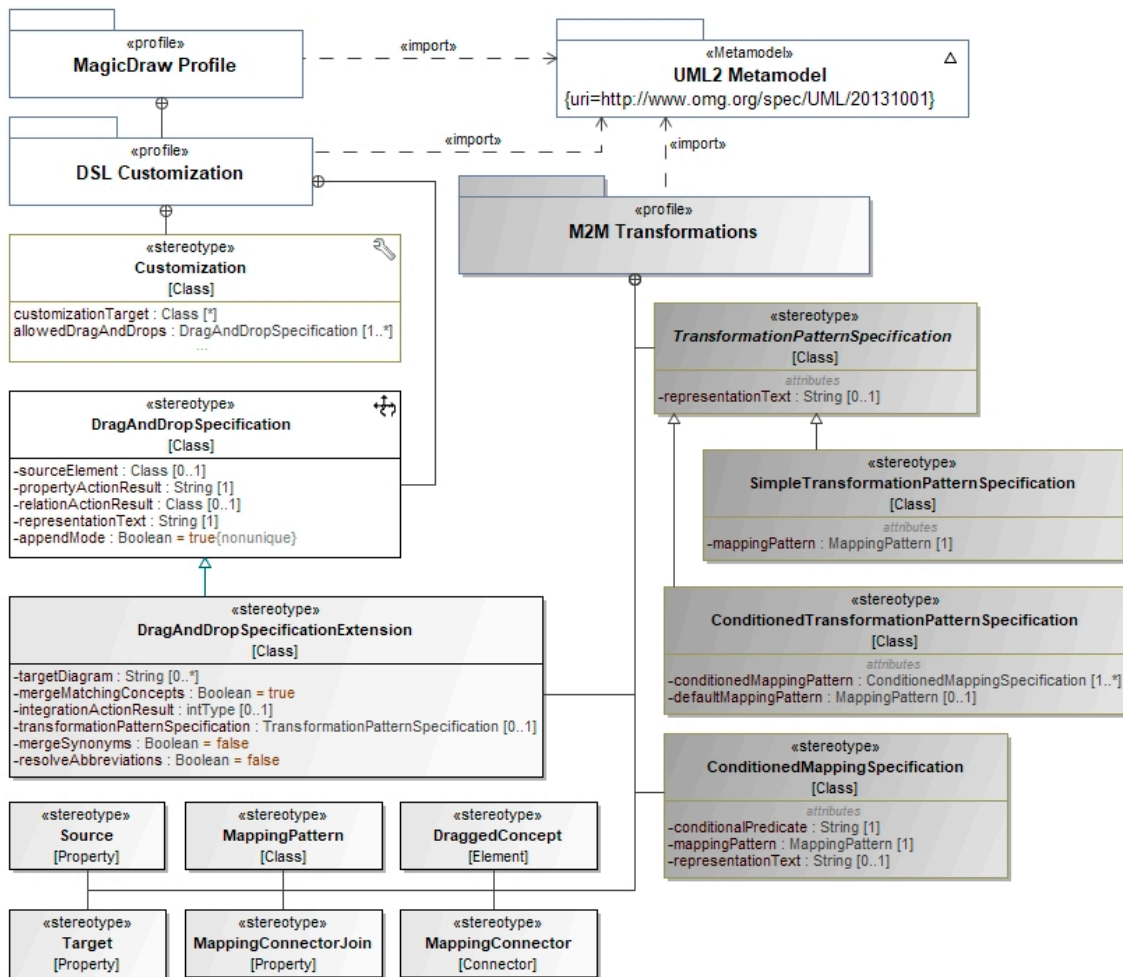 «profile»
MagicDraw Profile
«import»
«Metamodel»
UML2 Metamodel
{uri=http://www.omg.org/spec/UML/20131001}
«profile»
DSL Customization
«import»
«import»
«profile»
M2M Transformations
«stereotype»
Customization
[Class]
customizationTarget : Class [*]
allowedDragAndDrops : DragAndDropSpecification [1..*]
...
«stereotype»
TransformationPatternSpecification
[Class]
attributes
-representationText : String [0..1]
«stereotype»
DragAndDropSpecification
[Class]
-sourceElement : Class [0..1]
-propertyActionResult : String [1]
-relationActionResult : Class [0..1]
-representationText : String [1]
-appendMode : Boolean = true{nonunique}
«stereotype»
SimpleTransformationPatternSpecification
[Class]
attributes
-mappingPattern : MappingPattern [1]
«stereotype»
DragAndDropSpecificationExtension
[Class]
-targetDiagram : String [0..*]
-mergeMatchingConcepts : Boolean = true
-integrationActionResult : intType [0..1]
-transformationPatternSpecification : TransformationPatternSpecification [0..1]
-mergeSynonyms : Boolean = false
-resolveAbbreviations : Boolean = false
«stereotype»
ConditionedTransformationPatternSpecification
[Class]
attributes
-conditionedMappingPattern : ConditionedMappingSpecification [1..*]
-defaultMappingPattern : MappingPattern [0..1]
«stereotype»
ConditionedMappingSpecification
[Class]
attributes
-conditionalPredicate : String [1]
-mappingPattern : MappingPattern [1]
-representationText : String [0..1]
«stereotype»
Source
[Property]
«stereotype»
MappingPattern
[Class]
«stereotype»
DraggedConcept
[Element]
«stereotype»
Target
[Property]
«stereotype»
MappingConnectorJoin
[Property]
«stereotype»
MappingConnector
[Connector]